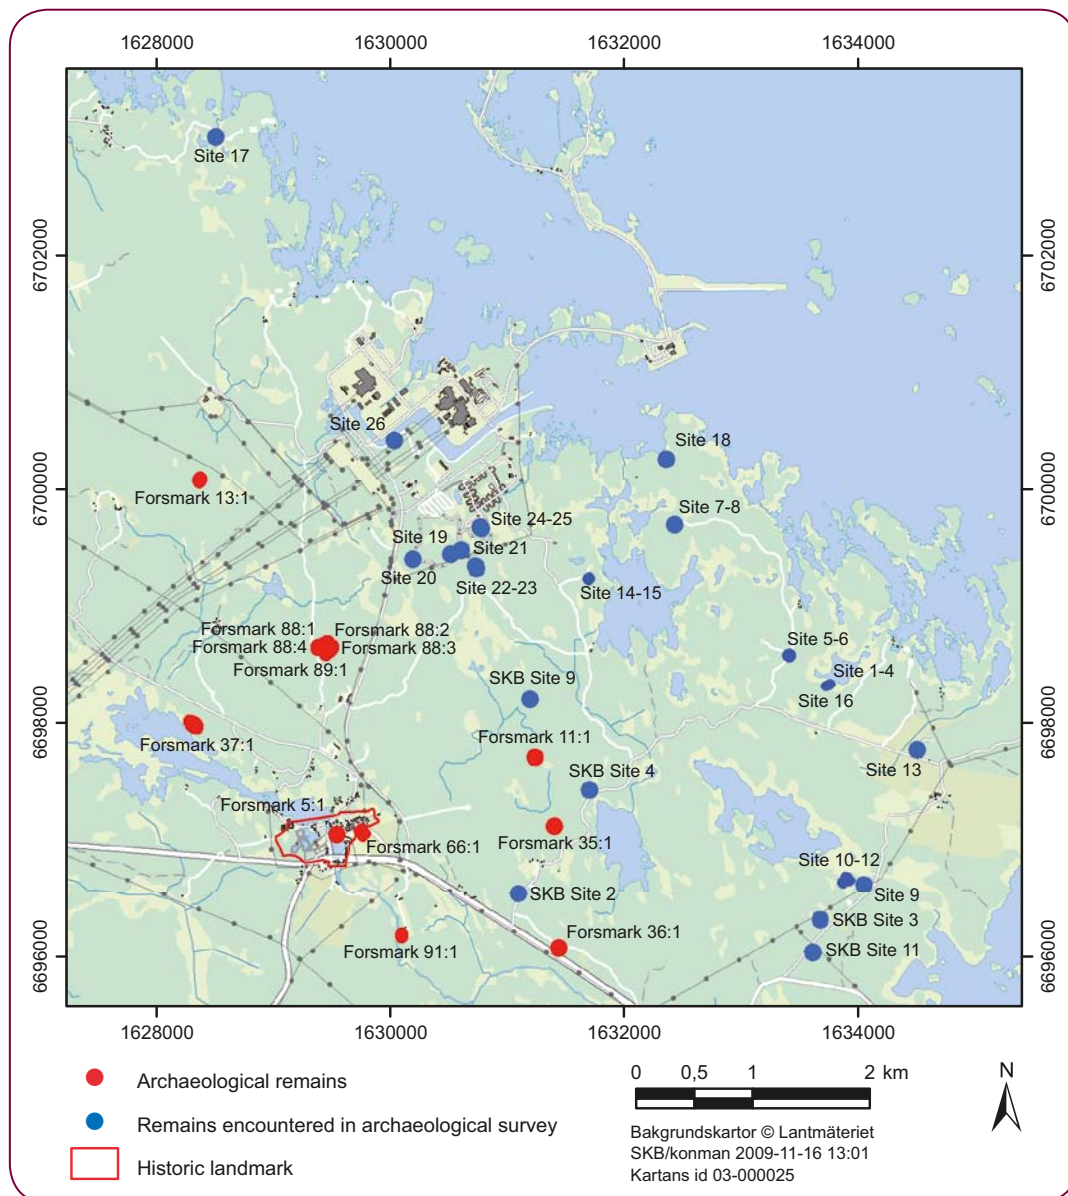 1628000 1630000 1632000 1634000
Site 17
6702000 6702000
Site 26
Site 18
Forsmark 13:1
6700000 6700000
Site 7-8
Site 24-25
Site 19
Site 21
Site 20
Site 22-23
Site 14-15
Forsmark 88:1 Forsmark 88:2
Forsmark 88:4 Forsmark 88:3
Forsmark 89:1
Site 5-6
Site 1-4
SKB Site 9
Site 16
6698000 6698000
Forsmark 37:1
Forsmark 11:1
SKB Site 4
Site 13
Forsmark 5:1
Forsmark 66:1
Forsmark 35:1
Site 10-12
SKB Site 2
Site 9
SKB Site 3
Forsmark 36:1
Forsmark 91:1
SKB Site 11
6696000 6696000
1628000 1630000 1632000 1634000
Archaeological remains
Remains encountered in archaeological survey
Historic landmark
0 0,5 1 2 km
N
Bakgrundskartor © Lantmäteriet
SKB/konman 2009-11-16 13:01
Kartans id 03-000025